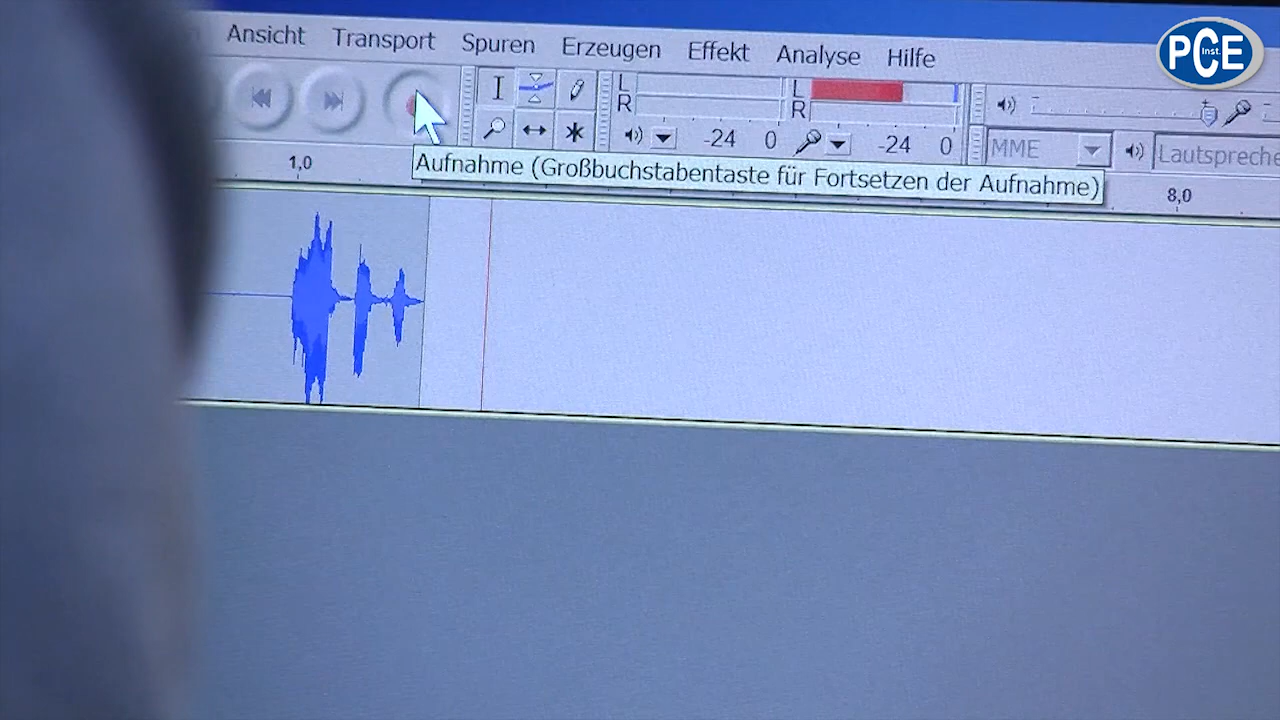 PCE
Inst.
Ansicht Transport Spuren Erzeugen Effekt Analyse Hilfe
L
R
L
R
-24 0
-24 0
MME
Lautspreche
1,0
Aufnahme (Großbuchstabentaste für Fortsetzen der Aufnahme)
8,0